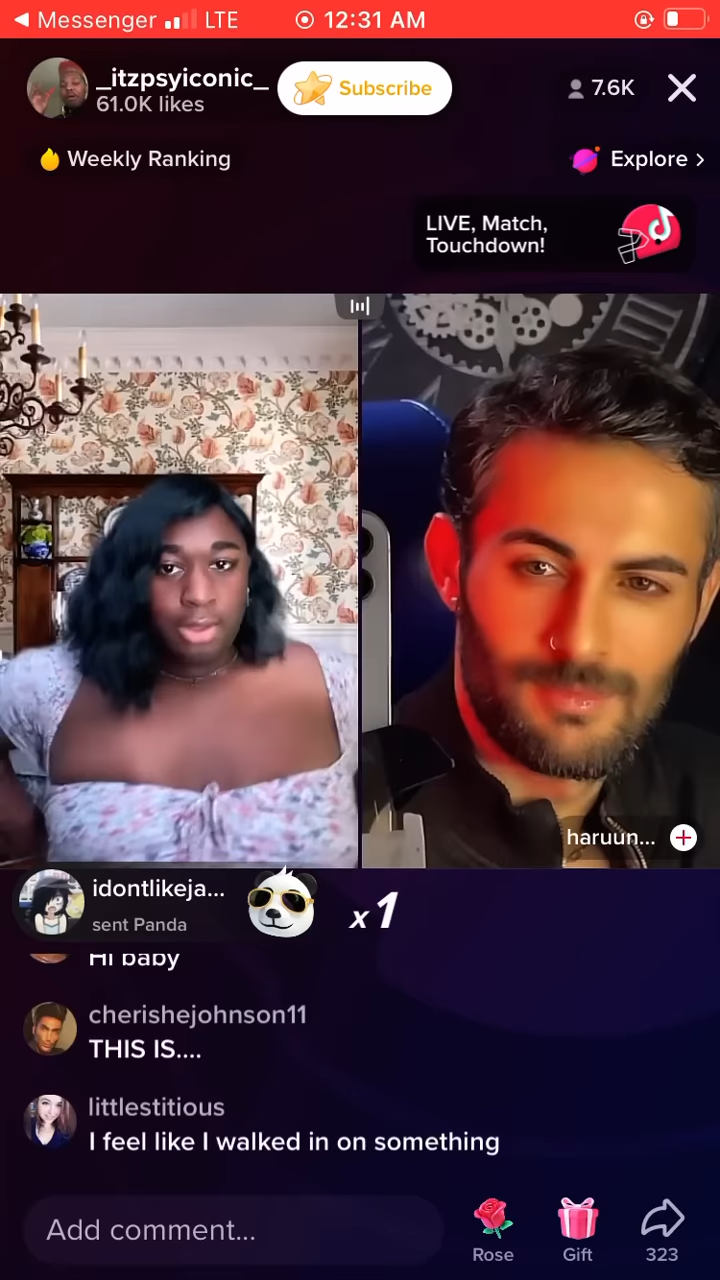 Messenger LTE 12:31 AM
_itzpsyiconic_
61.0K likes
Subscribe
7.6K
Weekly Ranking
Explore >
LIVE, Match,
Touchdown!
haruun...
idontlikeja...
sent Panda
x1
Hi baby
cherishejohnson11
THIS IS....
littlestitious
I feel like I walked in on something
Add comment...
Rose
Gift
323